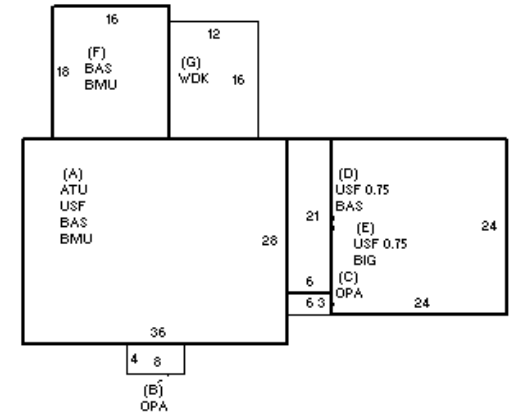 16
12
(F)
BAS
BMU
18
(G)
WDK
16
(A)
ATU
USF
BAS
BMU
28
36
(D)
USF 0.75
BAS
21
(E)
USF 0.75
BIG
24
6
(C)
OPA
6 3
24
4 8
(B)
OPA